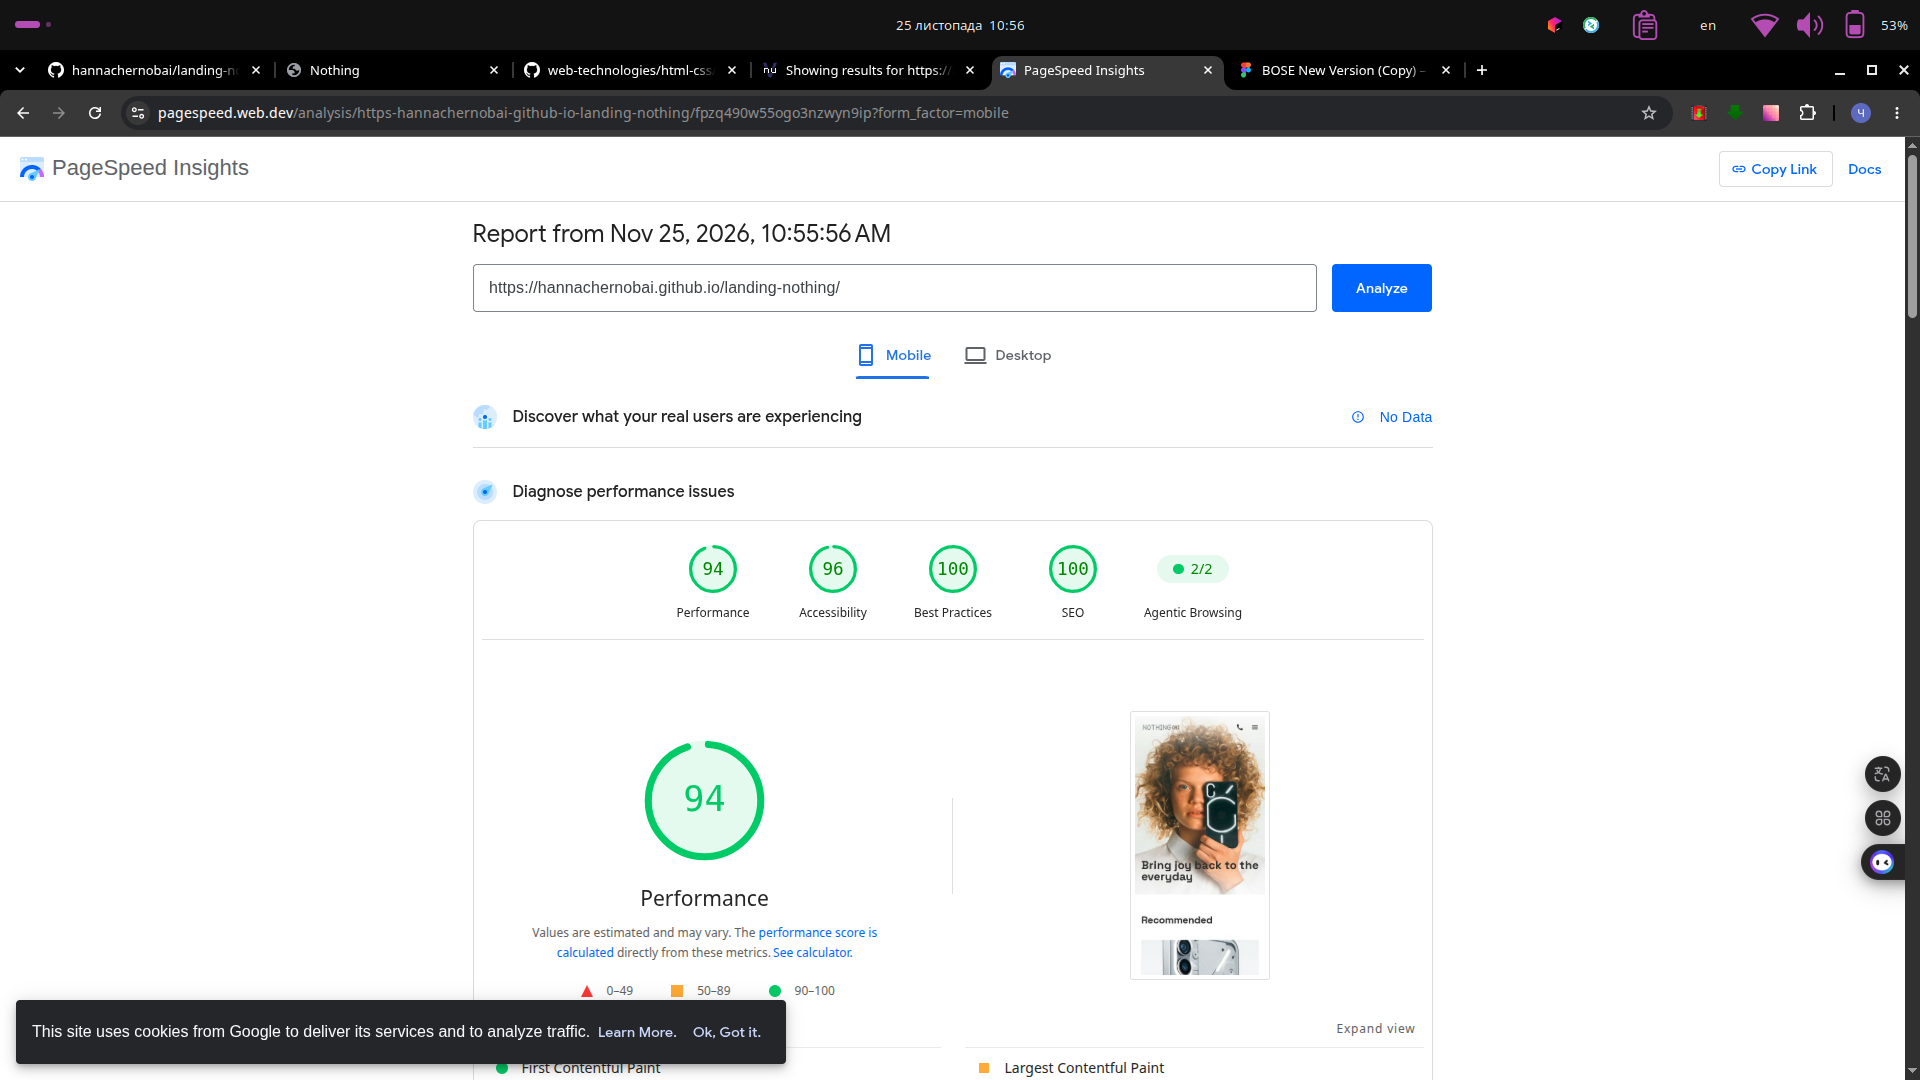 25 листопада 10:56
en
53%
hannachernobai/landing-n
Nothing
web-technologies/html-css
Showing results for https://
PageSpeed Insights
BOSE New Version (Copy) –
pagespeed.web.dev/analysis/https-hannachernobai-github-io-landing-nothing/fpzq490w55ogo3nzwyn9ip?form_factor=mobile
Ч
PageSpeed Insights
Copy Link
Docs
Report from Nov 25, 2026, 10:55:56 AM
https://hannachernobai.github.io/landing-nothing/
Analyze
Mobile
Desktop
Discover what your real users are experiencing
No Data
Diagnose performance issues
94
96
100
100
2/2
Performance
Accessibility
Best Practices
SEO
Agentic Browsing
94
Performance
Values are estimated and may vary. The performance score is
calculated directly from these metrics. See calculator.
0–49
50–89
90–100
Bring joy back to the
everyday
Recommended
Expand view
This site uses cookies from Google to deliver its services and to analyze traffic. Learn More. Ok, Got it.
First Contentful Paint
Largest Contentful Paint